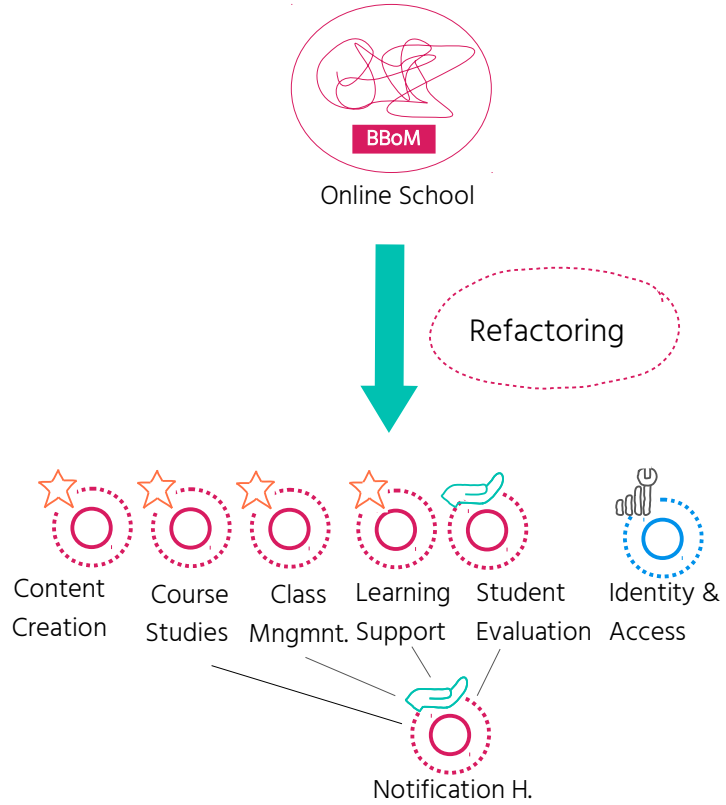 BBoM
Online School
Refactoring
Content
Creation
Course
Studies
Class
Mngmnt.
Learning
Support
Student
Evaluation
Identity &
Access
Notification H.